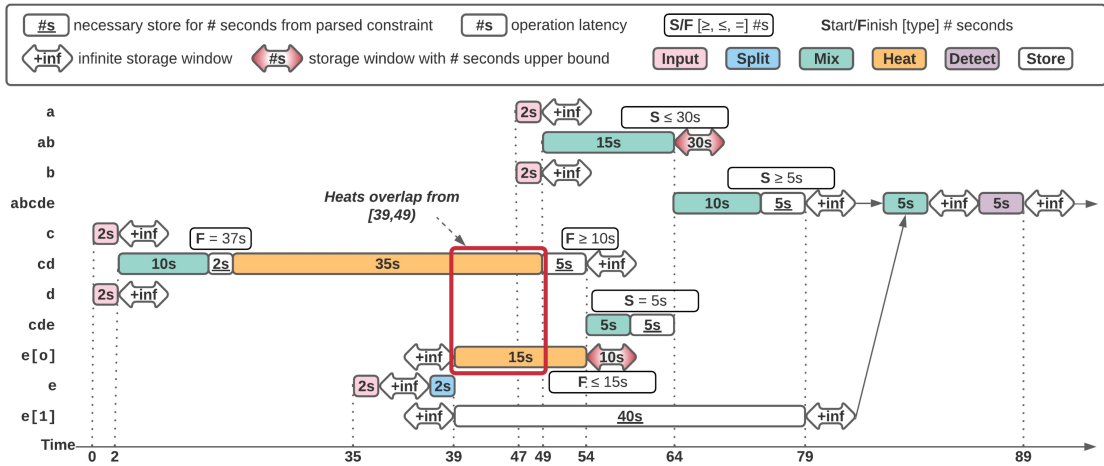 #s necessary store for # seconds from parsed constraint #s operation latency S/F [≥, ≤, =] #s Start/Finish [type] # seconds
+inf infinite storage window #s storage window with # seconds upper bound Input Split Mix Heat Detect Store
a 2s +inf S ≤ 30s
ab 15s 30s
b 2s +inf S ≥ 5s
Heats overlap from
[39,49)
abcde 10s 5s +inf 5s +inf 5s +inf
c 2s +inf F = 37s F ≥ 10s
cd 10s 2s 35s 5s +inf
d 2s +inf S = 5s
cde 5s 5s
e[o] +inf 15s 10s
e 2s +inf 2s F ≤ 15s
e[1] +inf 40s +inf
Time 0 2 35 39 47 49 54 64 79 89